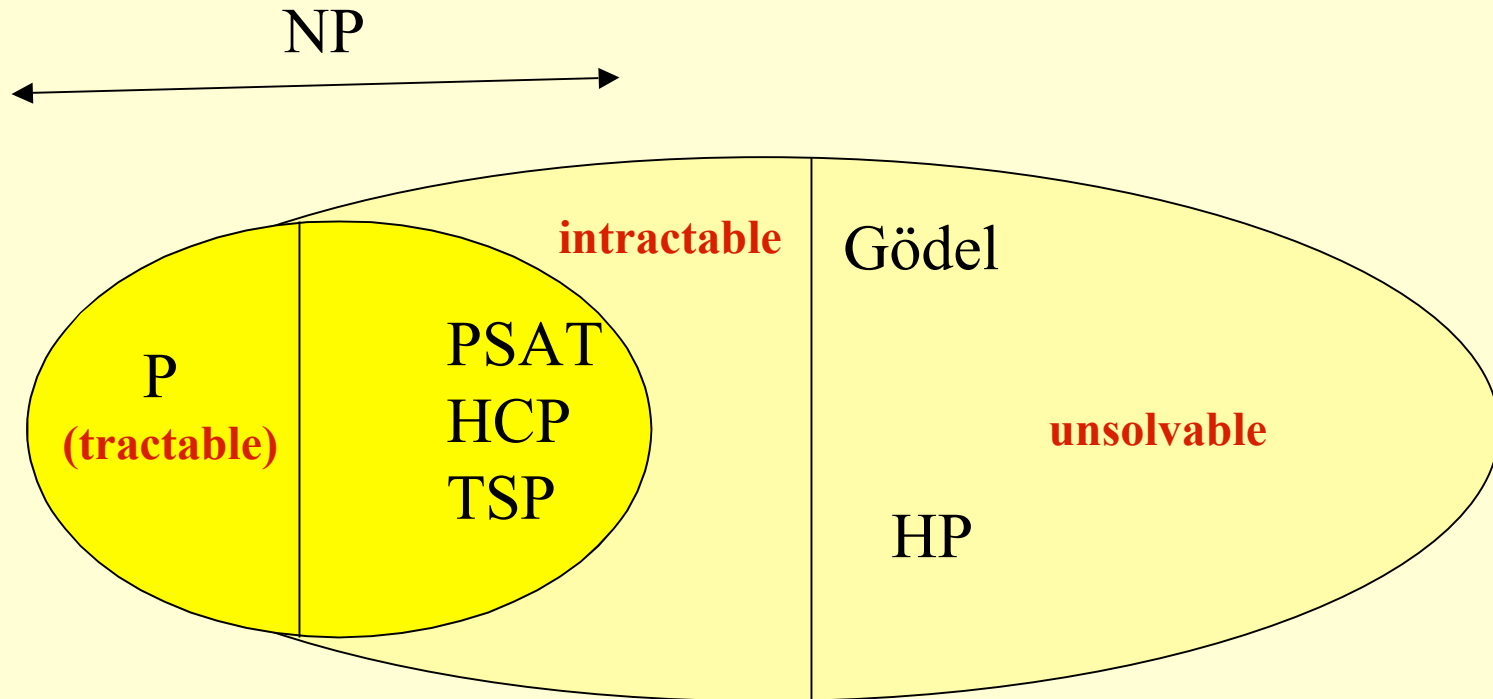 NP
intractable
Gödel
P
(tractable)
PSAT
HCP
TSP
unsolvable
HP